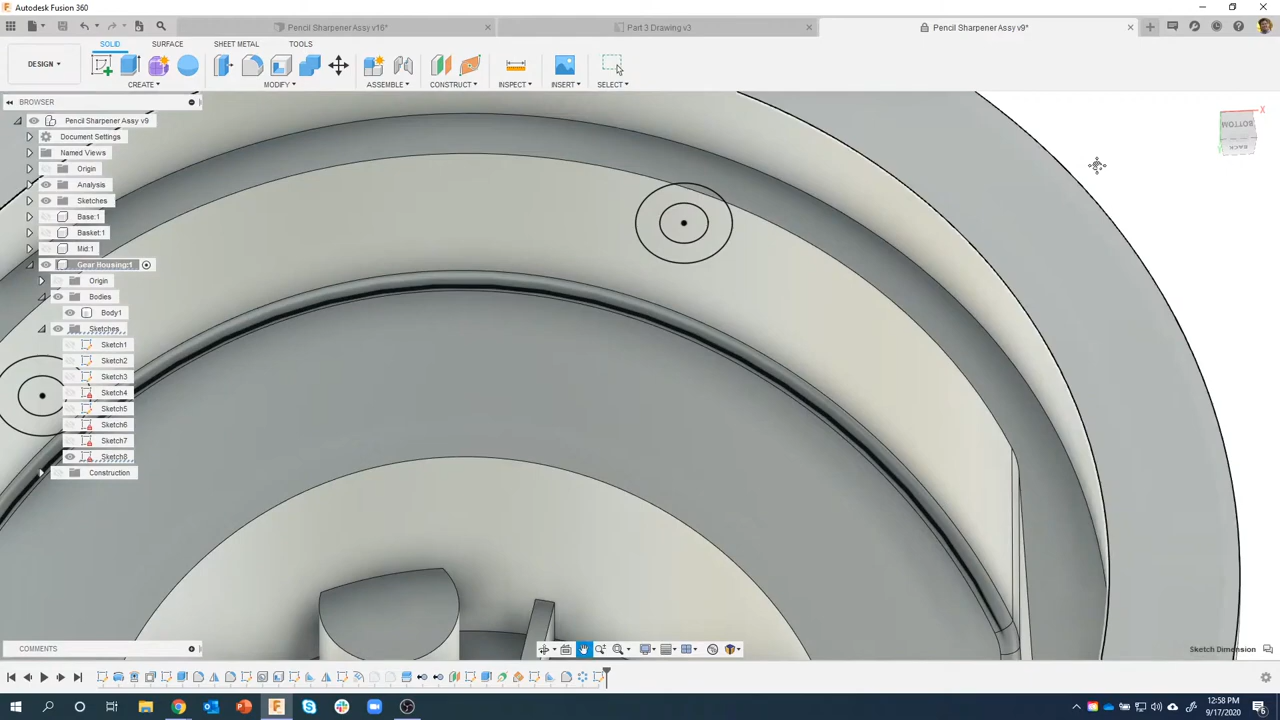 Autodesk Fusion 360
Pencil Sharpener Assy v16*
Part 3 Drawing v3
Pencil Sharpener Assy v9*
SOLID SURFACE SHEET METAL TOOLS
DESIGN
CREATE MODIFY ASSEMBLE CONSTRUCT INSPECT INSERT SELECT
BROWSER
Pencil Sharpener Assy v9
Document Settings
Named Views
Origin
Analysis
Sketches
Base:1
Basket:1
Mid:1
Gear Housing:1
Origin
Bodies
Body1
Sketches
Sketch1
Sketch2
Sketch3
Sketch4
Sketch5
Sketch6
Sketch7
Sketch8
Construction
X
BOTTOM
BACK
COMMENTS
Sketch Dimension
12:58 PM
9/17/2020
6